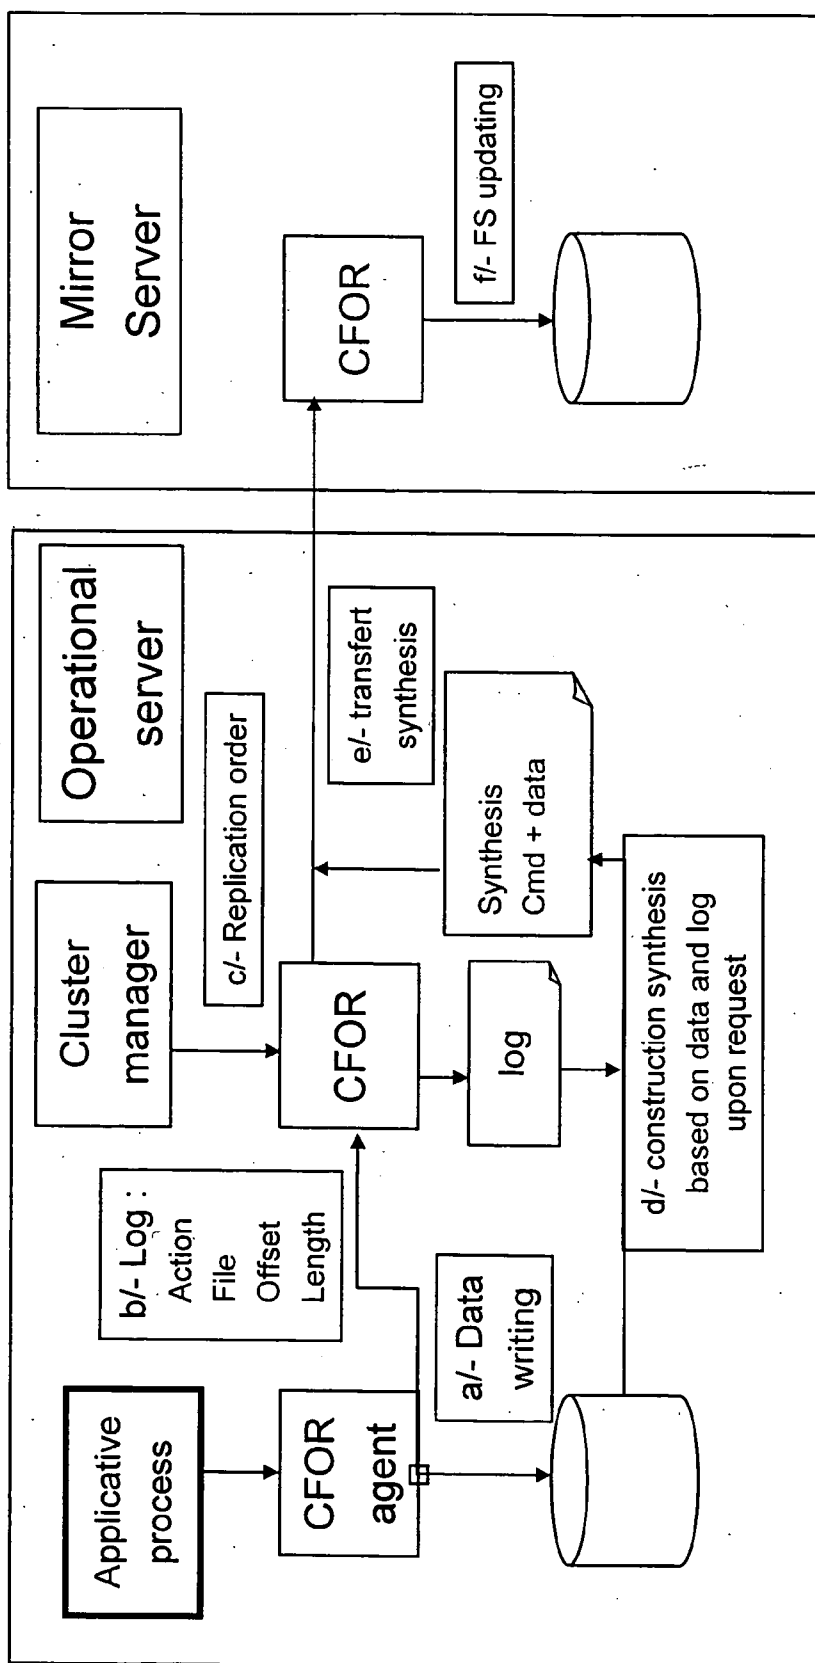 Applicative
process
CFOR
agent
a/- Data
writing
b/- Log :
Action
File
Offset
Length
Cluster
manager
c/- Replication order
CFOR
log
d/- construction synthesis
based on data and log
upon request
Operational
server
e/- transfert
synthesis
Synthesis
Cmd + data
Mirror
Server
CFOR
f/- FS updating